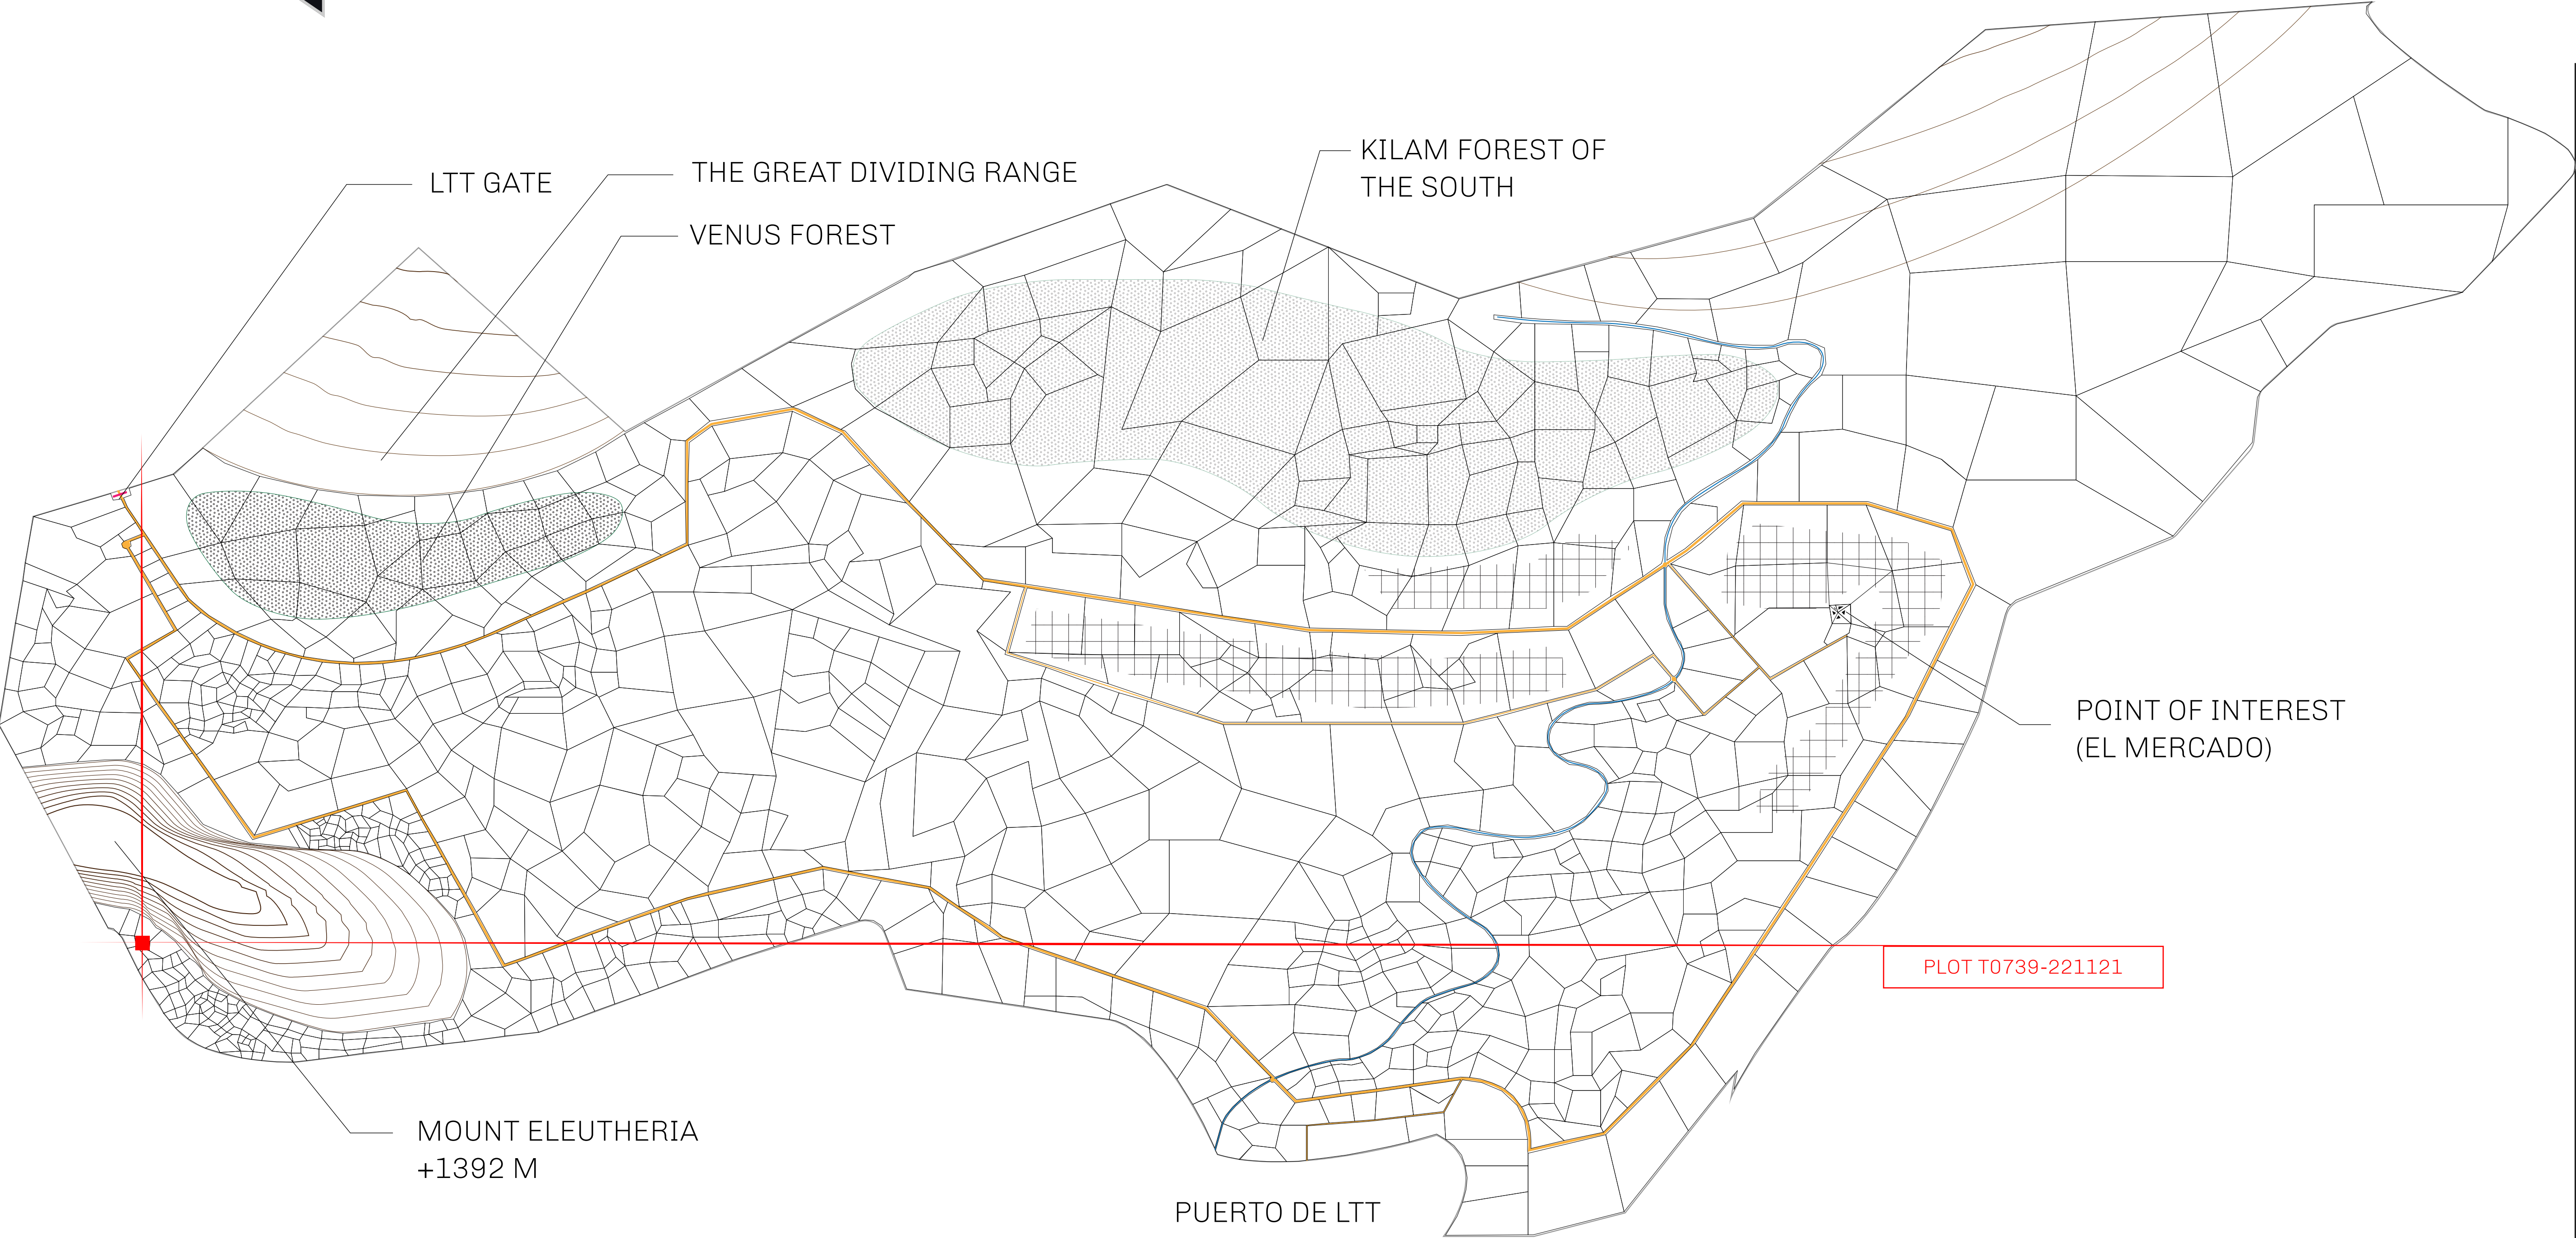 LTT GATE
THE GREAT DIVIDING RANGE
VENUS FOREST
KILAM FOREST OF
THE SOUTH
POINT OF INTEREST
(EL MERCADO)
PLOT T0739-221121
MOUNT ELEUTHERIA
+1392 M
PUERTO DE LTT